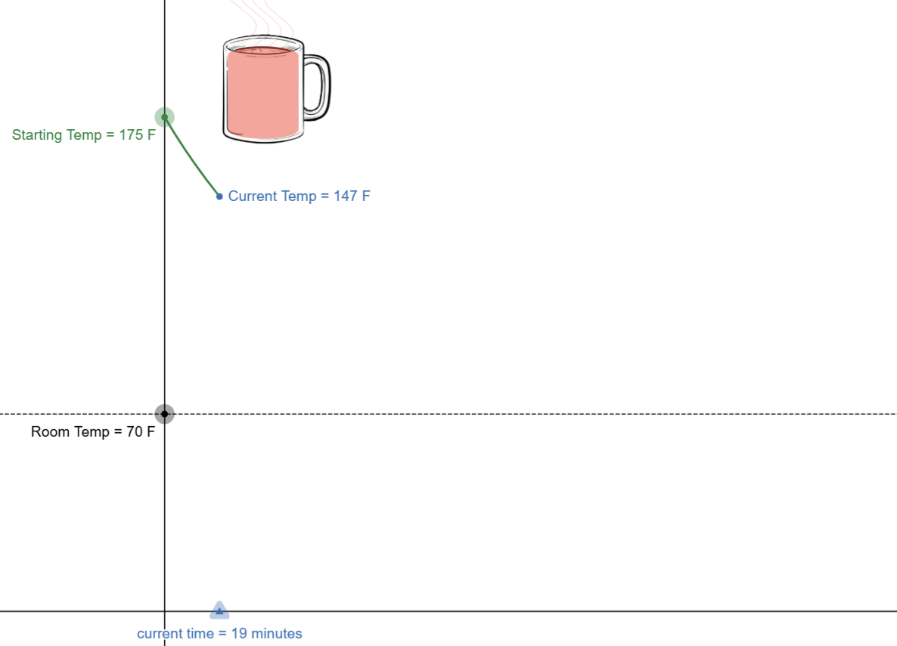 Starting Temp = 175 F
Current Temp = 147 F
Room Temp = 70 F
current time = 19 minutes